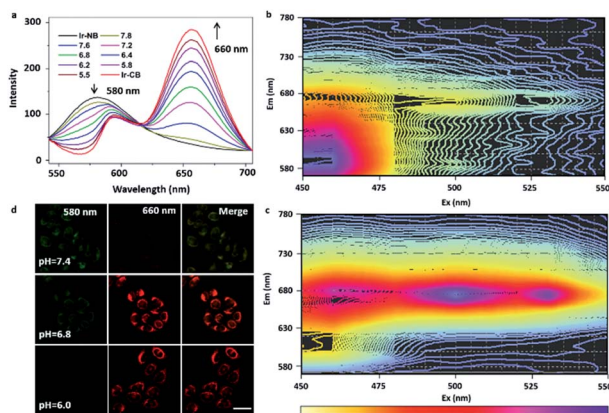 a
300
200
100
0
Intensity
Ir-NB
7.6
6.8
6.2
5.5
7.8
7.2
6.4
5.8
Ir-CB
580 nm
660 nm
550
600
650
700
Wavelength (nm)
b
780
730
680
630
580
Em (nm)
450
475
500
525
550
Ex (nm)
d
580 nm
660 nm
Merge
pH=7.4
pH=6.8
pH=6.0
c
780
730
680
630
580
Em (nm)
450
475
500
525
550
Ex (nm)